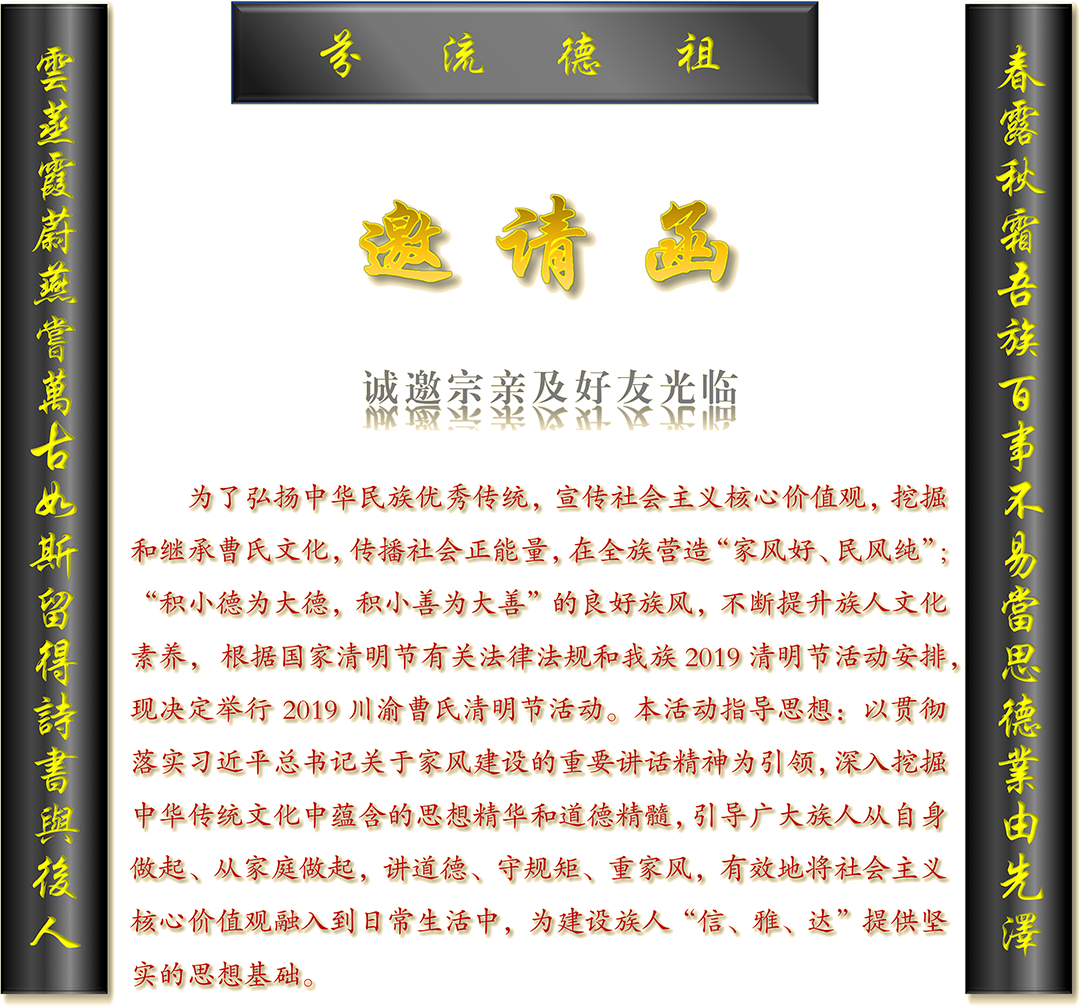 祖德流芬
春露秋霜吾族百事不易當思德業由先澤
雲蒸霞蔚燕嘗萬古如斯留得詩書與後人
邀请函
诚邀宗亲及好友光临
为了弘扬中华民族优秀传统，宣传社会主义核心价值观，挖掘
和继承曹氏文化，传播社会正能量，在全族营造“家风好、民风纯”；
“积小德为大德，积小善为大善”的良好族风，不断提升族人文化
素养，根据国家清明节有关法律法规和我族 2019 清明节活动安排，
现决定举行 2019 川渝曹氏清明节活动。本活动指导思想：以贯彻
落实习近平总书记关于家风建设的重要讲话精神为引领，深入挖掘
中华传统文化中蕴含的思想精华和道德精髓，引导广大族人从自身
做起、从家庭做起，讲道德、守规矩、重家风，有效地将社会主义
核心价值观融入到日常生活中，为建设族人“信、雅、达”提供坚
实的思想基础。